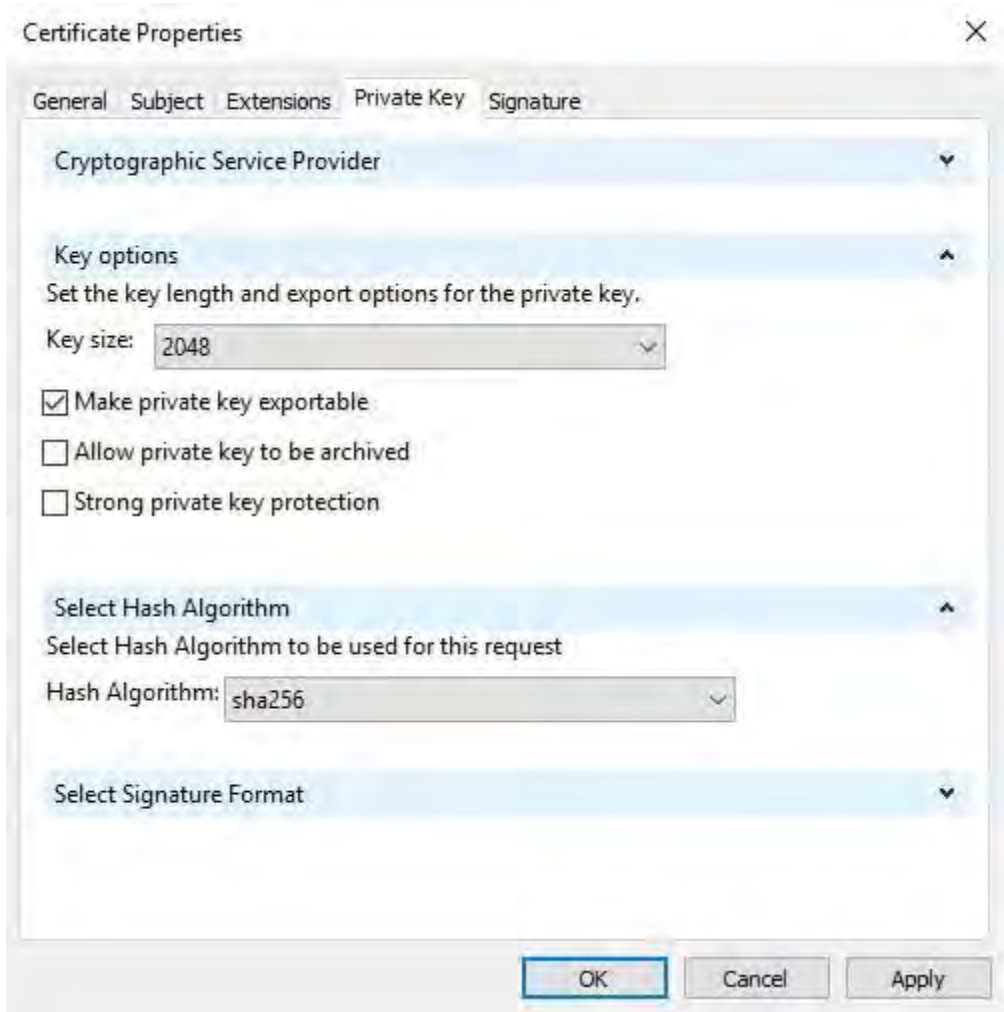 Certificate Properties
General Subject Extensions Private Key Signature
Cryptographic Service Provider
Key options
Set the key length and export options for the private key.
Key size: 2048
Make private key exportable
Allow private key to be archived
Strong private key protection
Select Hash Algorithm
Select Hash Algorithm to be used for this request
Hash Algorithm: sha256
Select Signature Format
OK Cancel Apply